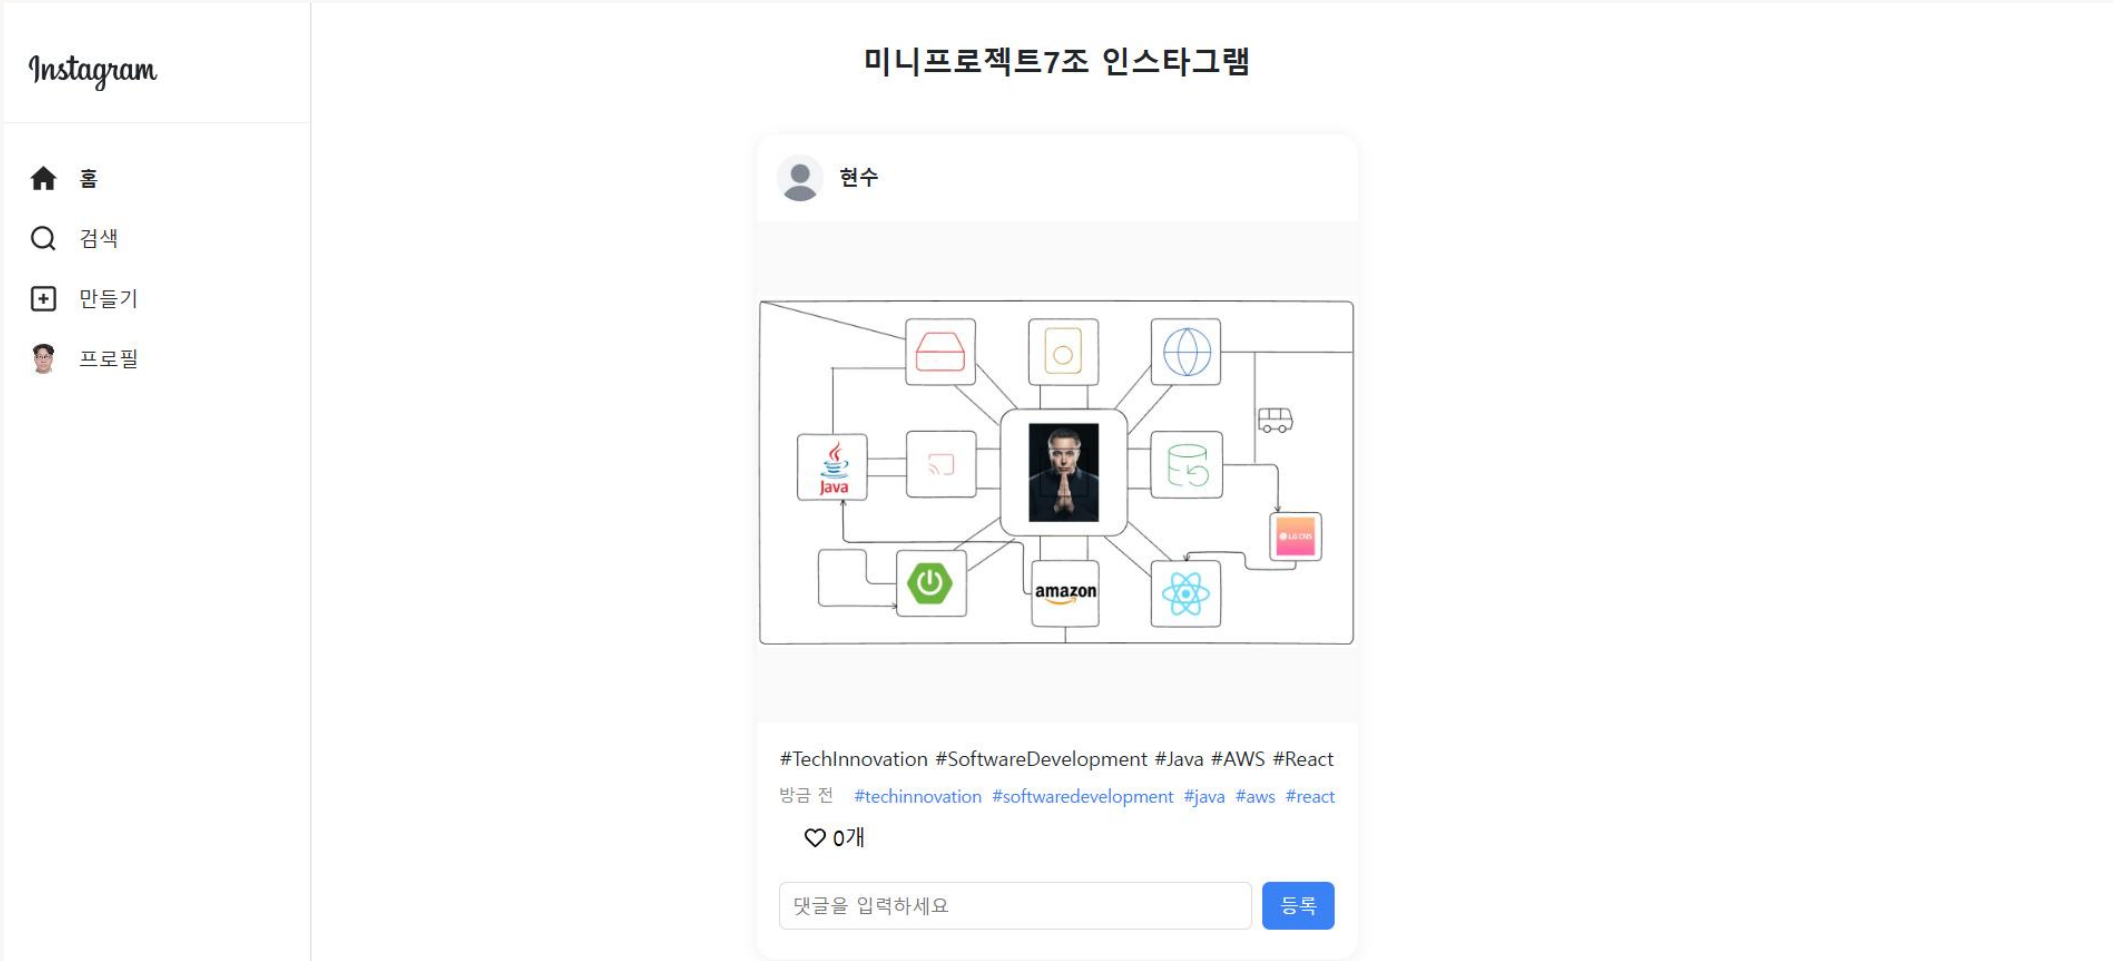 Instagram
홈
검색
만들기
프로필
미니프로젝트7조 인스타그램
현수
Java
LG CNS
amazon
#TechInnovation #SoftwareDevelopment #Java #AWS #React
방금 전 #techinnovation #softwaredevelopment #java #aws #react
0개
댓글을 입력하세요
등록